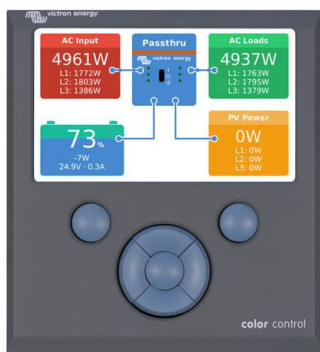 victron energy
AC Input
4961W
L1: 1772W
L2: 1803W
L3: 1386W
Passthru
victron energy
AC Loads
4937W
L1: 1763W
L2: 1795W
L3: 1379W
73%
-7W
24.9V · 0.3A
PV Power
0W
L1: 0W
L2: 0W
L3: 0W
color control